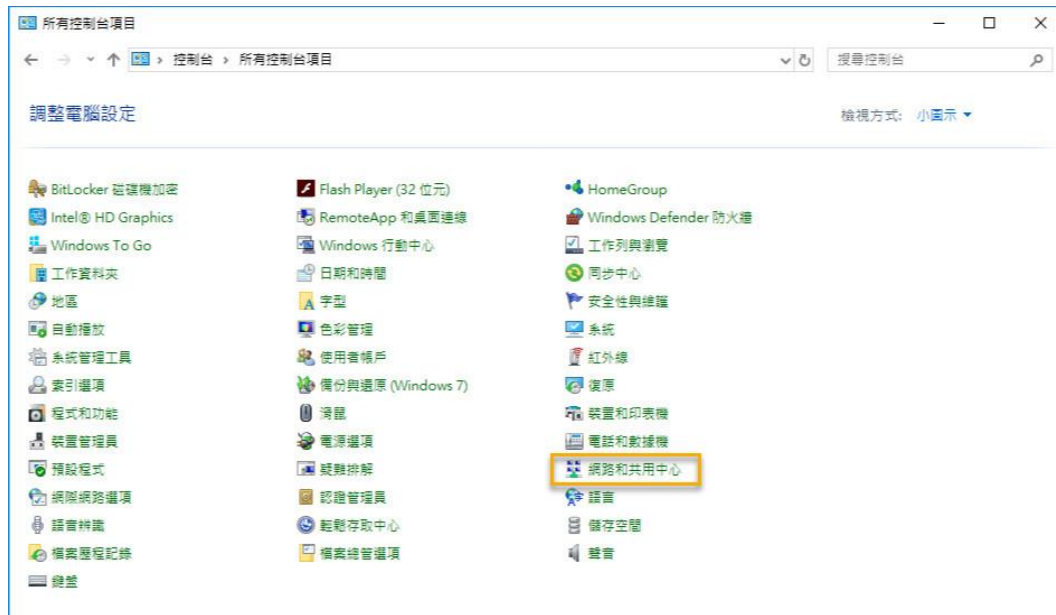 所有控制台項目
控制台 > 所有控制台項目
搜尋控制台
調整電腦設定
檢視方式: 小圖示
BitLocker 磁碟機加密
Flash Player (32 位元)
HomeGroup
Intel® HD Graphics
RemoteApp 和桌面連線
Windows Defender 防火牆
Windows To Go
Windows 行動中心
工作列與瀏覽
工作資料夾
日期和時間
同步中心
地區
字型
安全性與維護
自動播放
色彩管理
系統
系統管理工具
使用者帳戶
紅外線
索引選項
備份與還原 (Windows 7)
復原
程式和功能
滑鼠
裝置和印表機
裝置管理員
電源選項
電話和數據機
預設程式
疑難排解
網路和共用中心
網際網路選項
認證管理員
語言
語音辨識
輕鬆存取中心
儲存空間
檔案歷程記錄
檔案總管選項
聲音
鍵盤